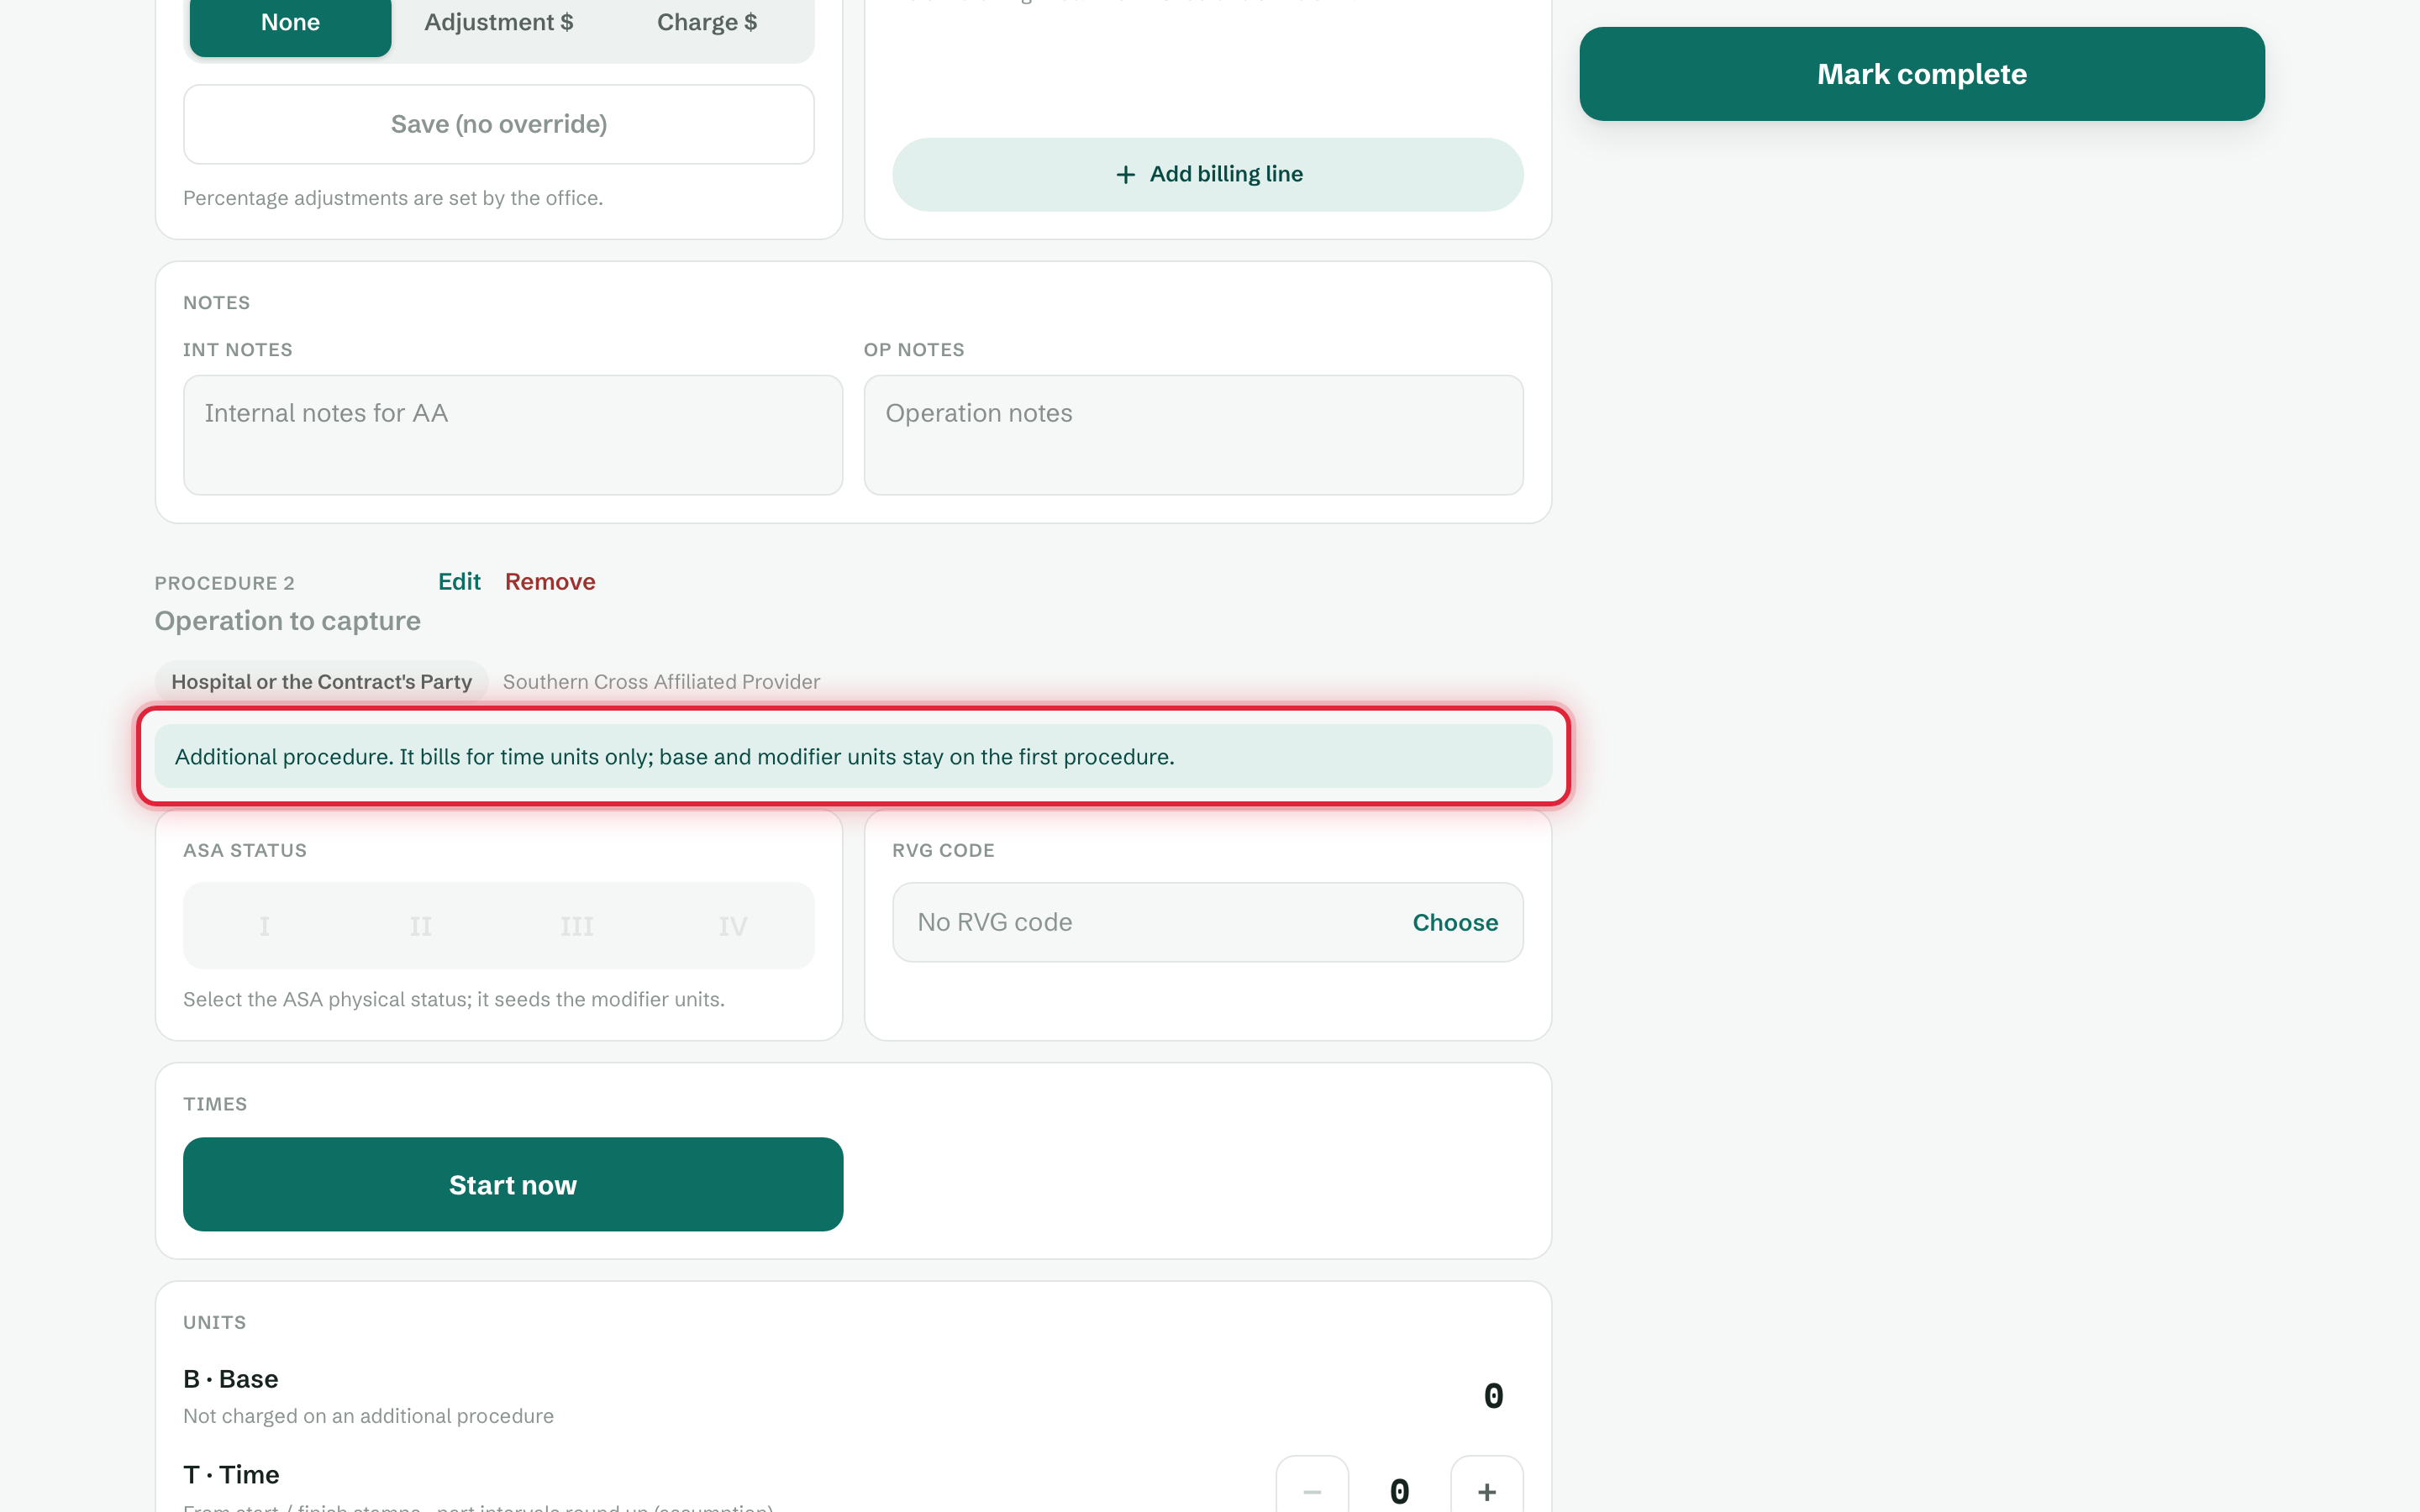 None
Adjustment $
Charge $
Mark complete
Save (no override)
+ Add billing line
Percentage adjustments are set by the office.
NOTES
INT NOTES
OP NOTES
Internal notes for AA
Operation notes
PROCEDURE 2
Edit
Remove
Operation to capture
Hospital or the Contract's Party
Southern Cross Affiliated Provider
Additional procedure. It bills for time units only; base and modifier units stay on the first procedure.
ASA STATUS
RVG CODE
I
II
III
IV
No RVG code
Choose
Select the ASA physical status; it seeds the modifier units.
TIMES
Start now
UNITS
B · Base
0
Not charged on an additional procedure
T · Time
−
0
+